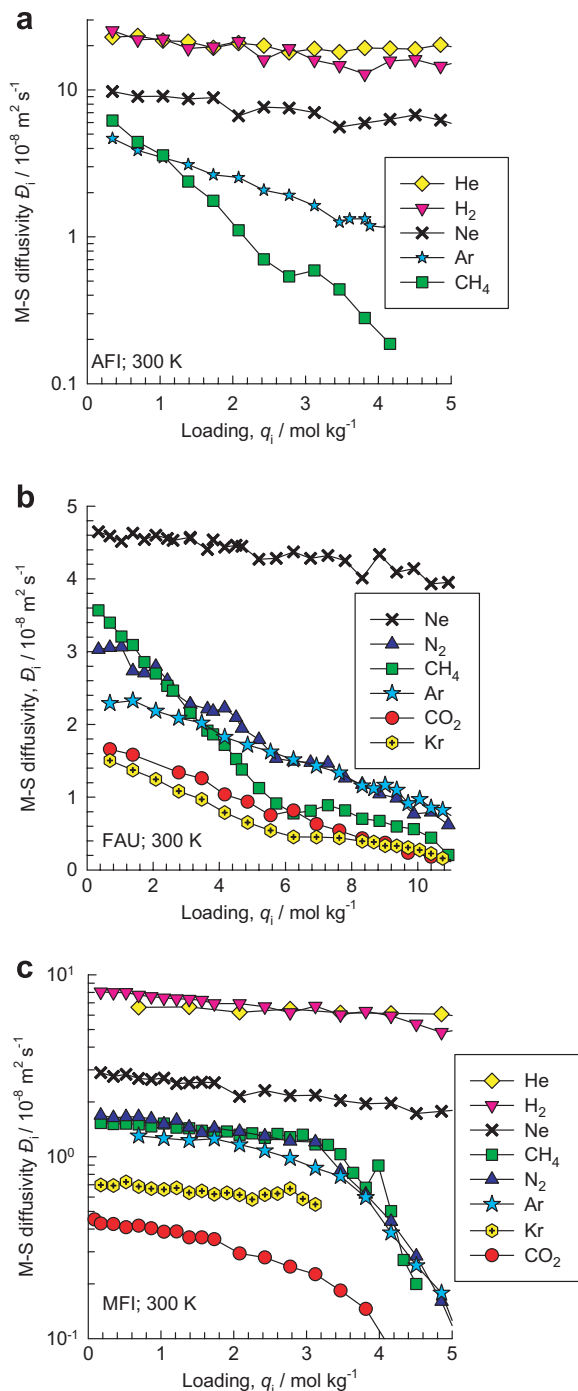 a
M-S diffusivity Đi / 10-8 m2 s-1
10
1
0.1
He
H2
Ne
Ar
CH4
AFI; 300 K
0 1 2 3 4 5
Loading, qi / mol kg-1
b
M-S diffusivity, Đi / 10-8 m2 s-1
5
4
3
2
1
0
Ne
N2
CH4
Ar
CO2
Kr
FAU; 300 K
0 2 4 6 8 10
Loading, qi / mol kg-1
c
M-S diffusivity Đi / 10-8 m2 s-1
101
100
10-1
He
H2
Ne
CH4
N2
Ar
Kr
CO2
MFI; 300 K
0 1 2 3 4 5
Loading, qi / mol kg-1